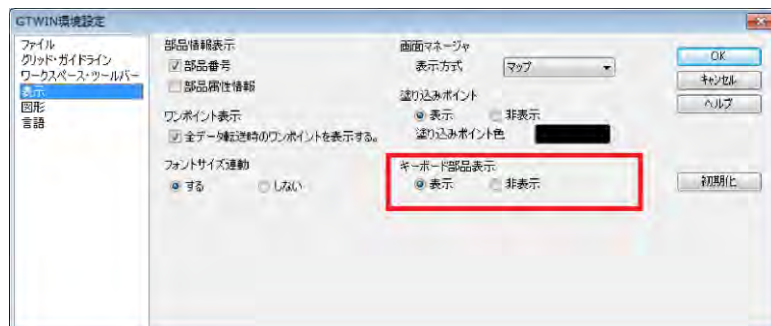 GTWIN環境設定
ファイル
グリッド・ガイドライン
ワークスペース・ツールバー
表示
図形
言語
部品情報表示
部品番号
部品属性情報
ワンポイント表示
全データ転送時のワンポイントを表示する。
フォントサイズ連動
する しない
画面マネージャ
表示方式 マップ
塗り込みポイント
表示 非表示
塗り込みポイント色
キーボード部品表示
表示 非表示
OK
キャンセル
ヘルプ
初期化